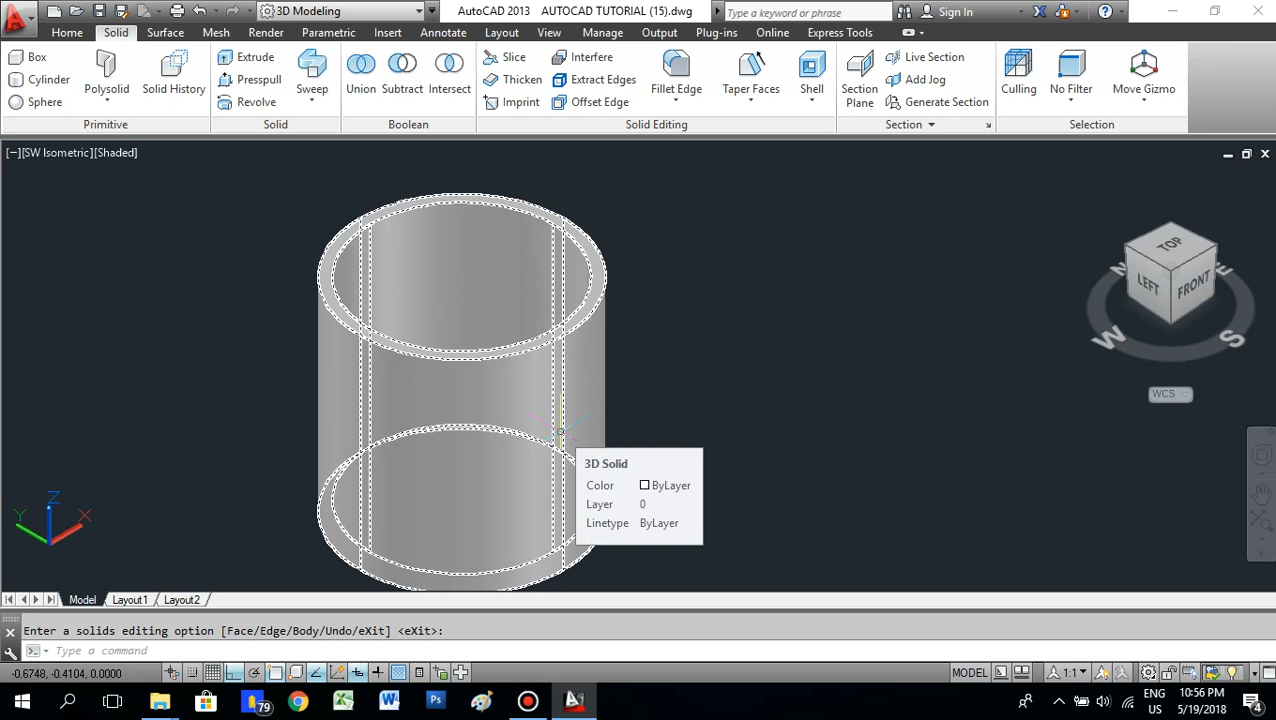 3D Modeling
AutoCAD 2013 AUTOCAD TUTORIAL (15).dwg
Type a keyword or phrase
Sign In
Home Solid Surface Mesh Render Parametric Insert Annotate Layout View Manage Output Plug-ins Online Express Tools
Box
Cylinder
Sphere
Polysolid
Solid History
Primitive
Extrude
Presspull
Revolve
Sweep
Solid
Union Subtract Intersect
Boolean
Slice
Thicken
Imprint
Interfere
Extract Edges
Offset Edge
Fillet Edge
Taper Faces
Shell
Solid Editing
Section
Plane
Live Section
Add Jog
Generate Section
Section
Culling
No Filter
Move Gizmo
Selection
[−][SW Isometric][Shaded]
TOP
LEFT
FRONT
N
E
W
S
WCS
3D Solid
Color ByLayer
Layer 0
Linetype ByLayer
Z
Y
X
Model Layout1 Layout2
Enter a solids editing option [Face/Edge/Body/Undo/eXit] <eXit>:
Type a command
-0.6748, -0.4104, 0.0000
MODEL
1:1
79
Ps
ENG
US
10:56 PM
5/19/2018
4